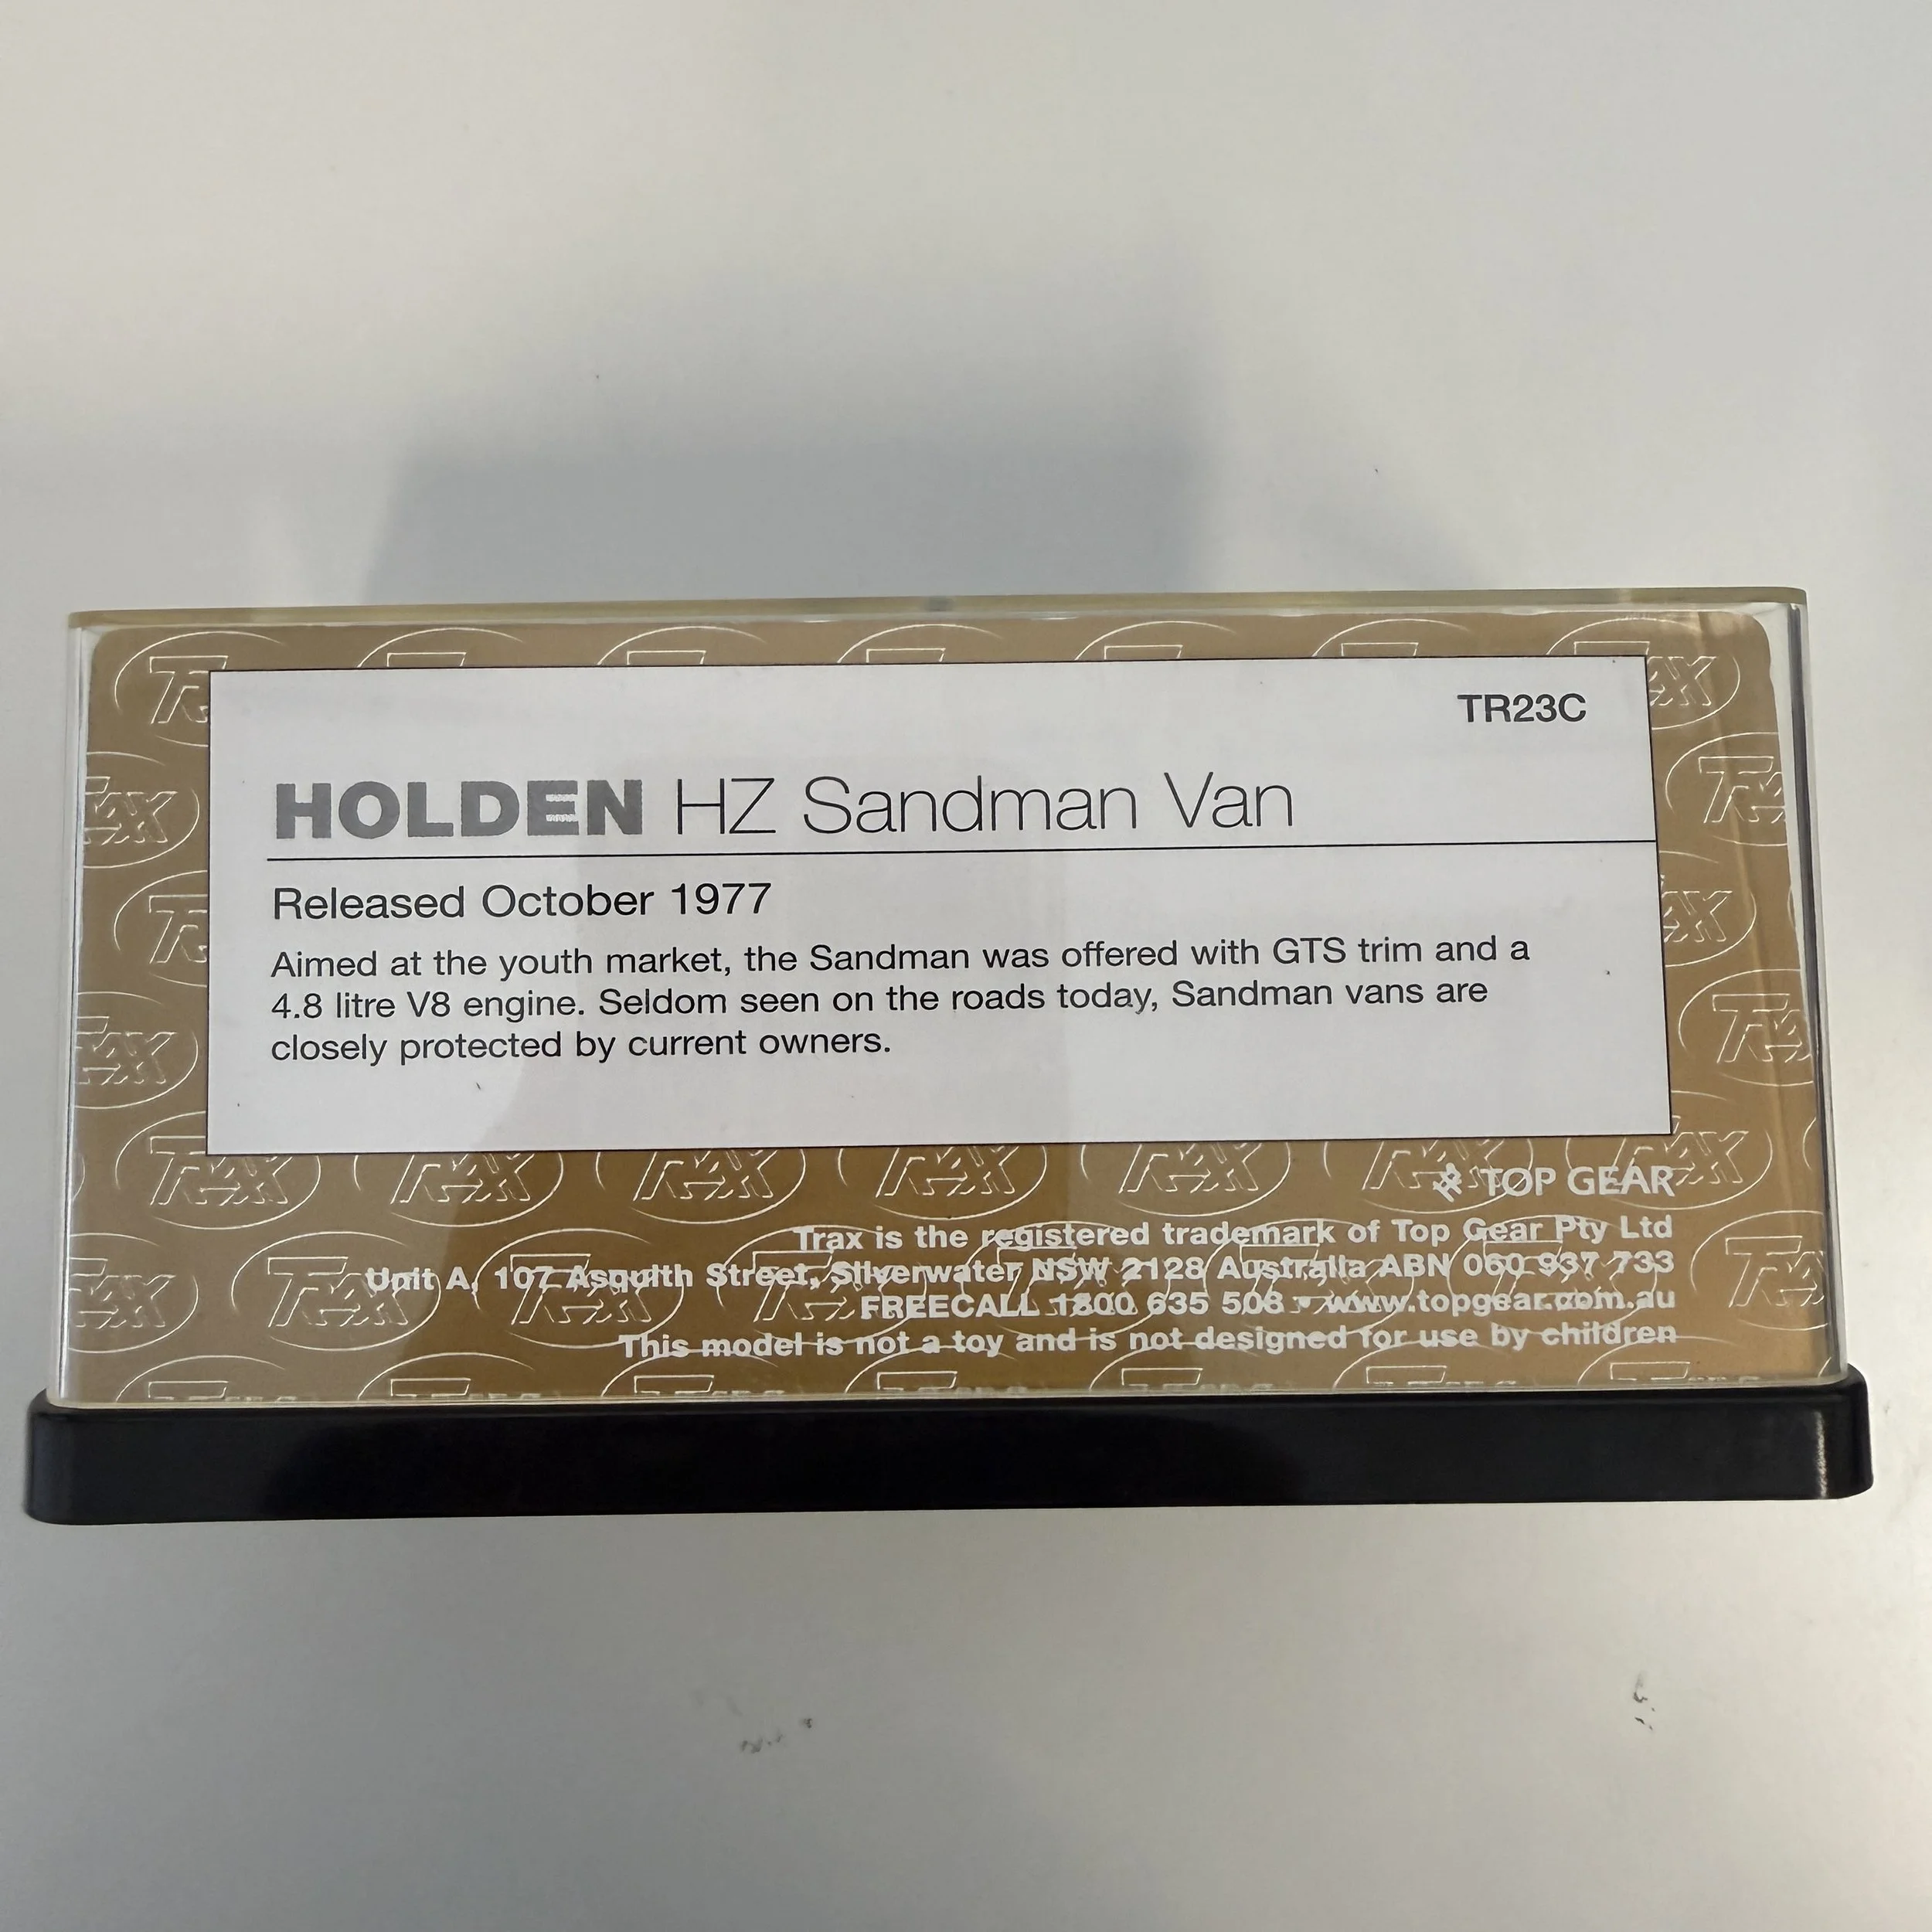 TR23C
HOLDEN HZ Sandman Van
Released October 1977
Aimed at the youth market, the Sandman was offered with GTS trim and a
4.8 litre V8 engine. Seldom seen on the roads today, Sandman vans are
closely protected by current owners.
TRAX
TOP GEAR
Trax is the registered trademark of Top Gear Pty Ltd
Unit A, 107 Asquith Street, Silverwater NSW 2128 Australia ABN 060 937 733
FREECALL 1800 635 508 • www.topgear.com.au
This model is not a toy and is not designed for use by children